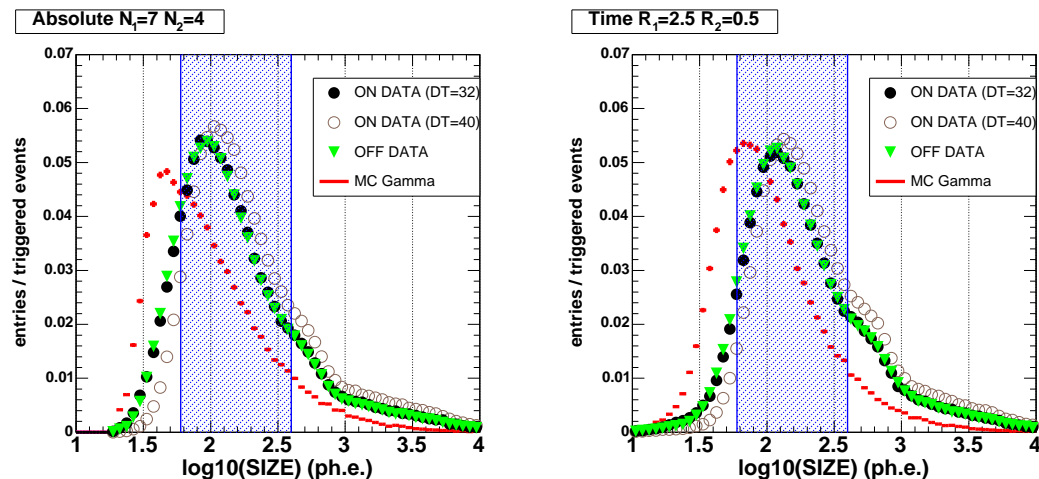 Absolute N₁=7 N₂=4
entries / triggered events
0.07
0.06
0.05
0.04
0.03
0.02
0.01
0
1
1.5
2
2.5
3
3.5
4
log10(SIZE) (ph.e.)
ON DATA (DT=32)
ON DATA (DT=40)
OFF DATA
MC Gamma
Time R₁=2.5 R₂=0.5
entries / triggered events
0.07
0.06
0.05
0.04
0.03
0.02
0.01
0
1
1.5
2
2.5
3
3.5
4
log10(SIZE) (ph.e.)
ON DATA (DT=32)
ON DATA (DT=40)
OFF DATA
MC Gamma